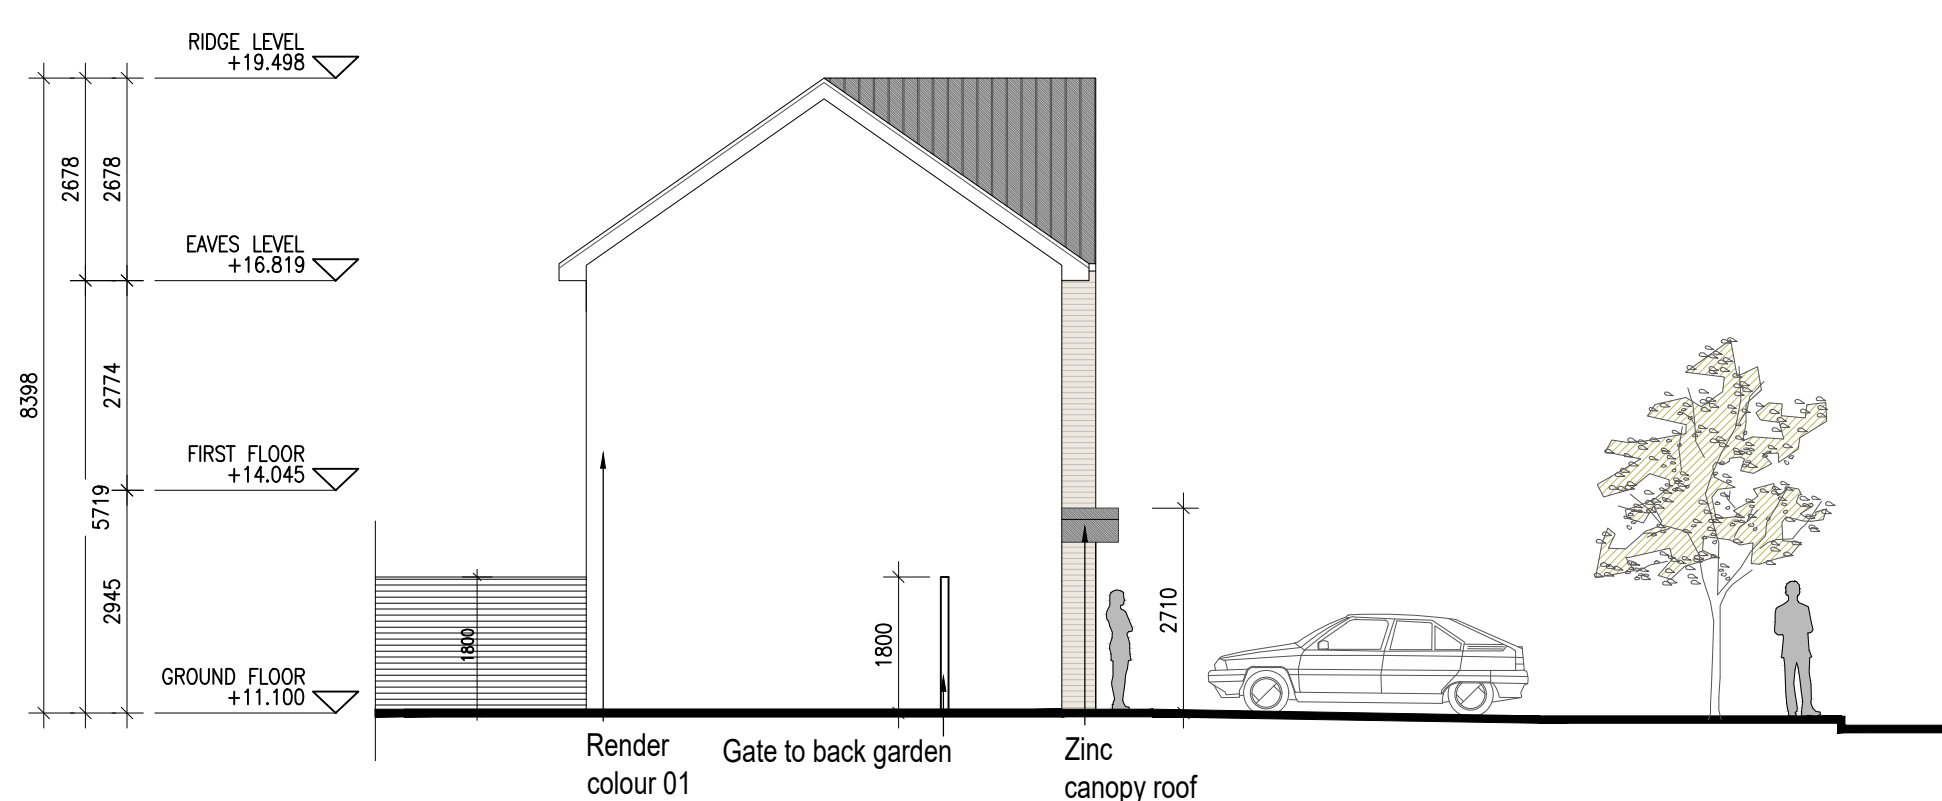 RIDGE LEVEL
+19.498
2678
2678
EAVES LEVEL
+16.819
8398
2774
FIRST FLOOR
+14.045
5719
2945
GROUND FLOOR
+11.100
1800
1800
2710
Render
colour 01
Gate to back garden
Zinc
canopy roof